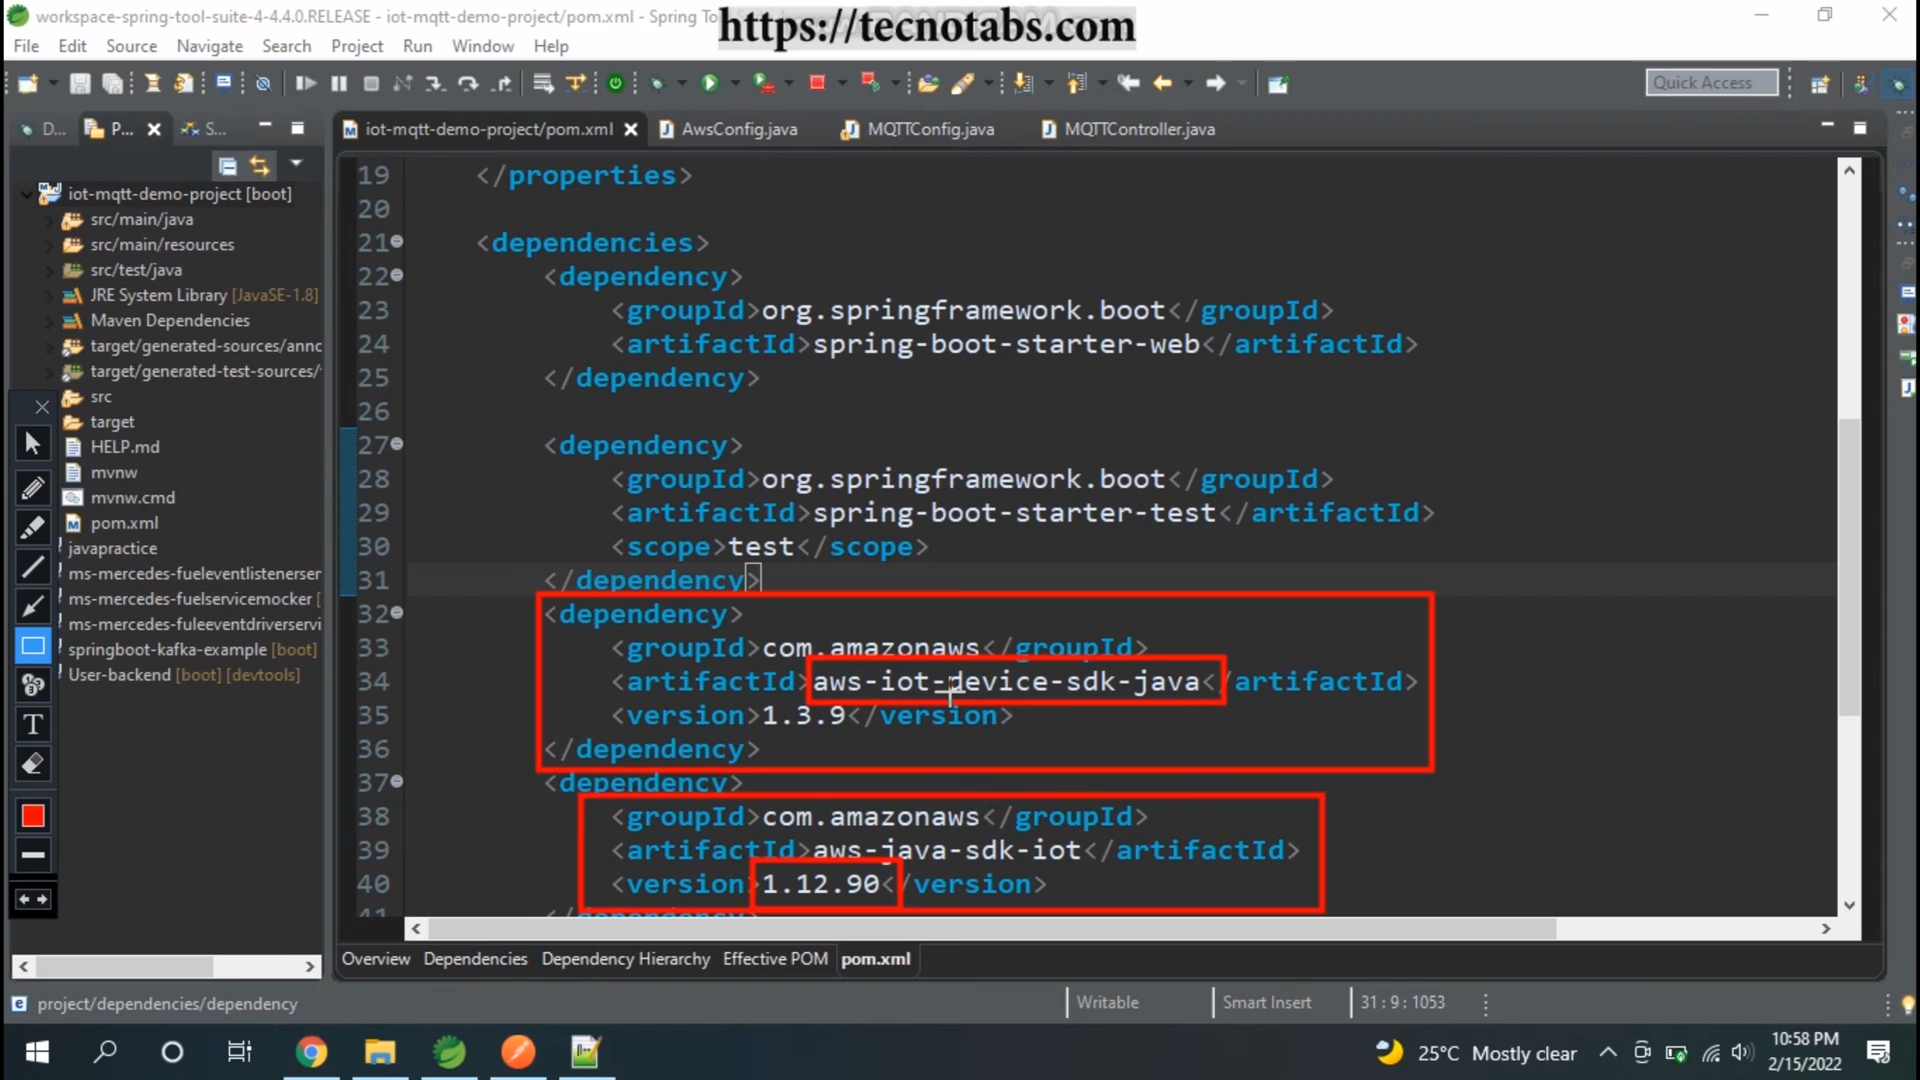 workspace-spring-tool-suite-4-4.4.0.RELEASE - iot-mqtt-demo-project/pom.xml - Spring To
https://tecnotabs.com
File Edit Source Navigate Search Project Run Window Help
Quick Access
D... P... S...
iot-mqtt-demo-project/pom.xml AwsConfig.java MQTTConfig.java MQTTController.java
iot-mqtt-demo-project [boot]
src/main/java
src/main/resources
src/test/java
JRE System Library [JavaSE-1.8]
Maven Dependencies
target/generated-sources/annc
target/generated-test-sources/
src
target
HELP.md
mvnw
mvnw.cmd
pom.xml
javapractice
ms-mercedes-fueleventlistenerser
ms-mercedes-fuelservicemocker [
ms-mercedes-fuleeventdriverservi
springboot-kafka-example [boot]
User-backend [boot] [devtools]
T
19 </properties>
20
21 <dependencies>
22 <dependency>
23 <groupId>org.springframework.boot</groupId>
24 <artifactId>spring-boot-starter-web</artifactId>
25 </dependency>
26
27 <dependency>
28 <groupId>org.springframework.boot</groupId>
29 <artifactId>spring-boot-starter-test</artifactId>
30 <scope>test</scope>
31 </dependency>
32 <dependency>
33 <groupId>com.amazonaws</groupId>
34 <artifactId>aws-iot-device-sdk-java</artifactId>
35 <version>1.3.9</version>
36 </dependency>
37 <dependency>
38 <groupId>com.amazonaws</groupId>
39 <artifactId>aws-java-sdk-iot</artifactId>
40 <version>1.12.90</version>
41 </dependency>
Overview Dependencies Dependency Hierarchy Effective POM pom.xml
project/dependencies/dependency
Writable Smart Insert 31 : 9 : 1053
25°C Mostly clear
10:58 PM
2/15/2022